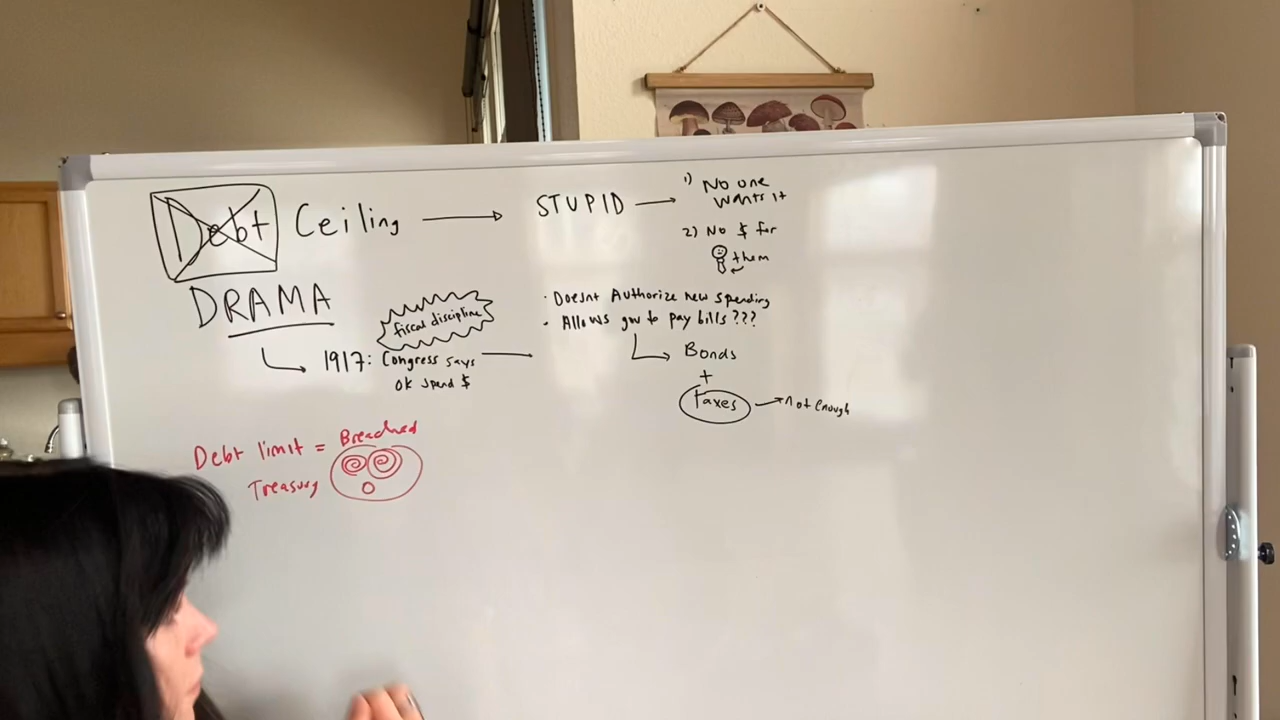 Debt Ceiling → STUPID → 1) No one
wants it
2) No $ for
them
DRAMA
fiscal discipline
1917: Congress says
OK spend $
· Doesnt Authorize new spending
· Allows gov to pay bills???
Bonds
+
taxes → not enough
Debt limit = Breached
Treasury